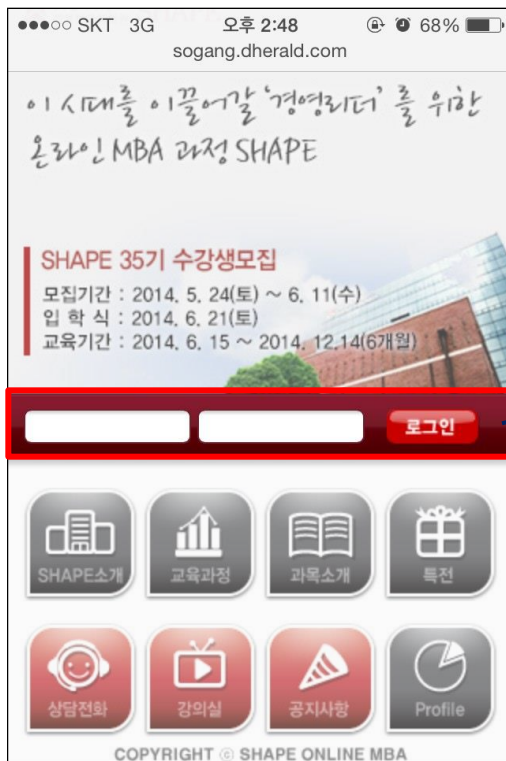 SKT 3G 오후 2:48 68%
sogang.dherald.com
이 시대를 이끌어갈 '경영리더'를 위한
온라인 MBA 과정 SHAPE
SHAPE 35기 수강생모집
모집기간 : 2014. 5. 24(토) ~ 6. 11(수)
입 학 식 : 2014. 6. 21(토)
교육기간 : 2014. 6. 15 ~ 2014. 12.14(6개월)
로그인
SHAPE소개 교육과정 과목소개 특전
상담전화 강의실 공지사항 Profile
COPYRIGHT ⓒ SHAPE ONLINE MBA